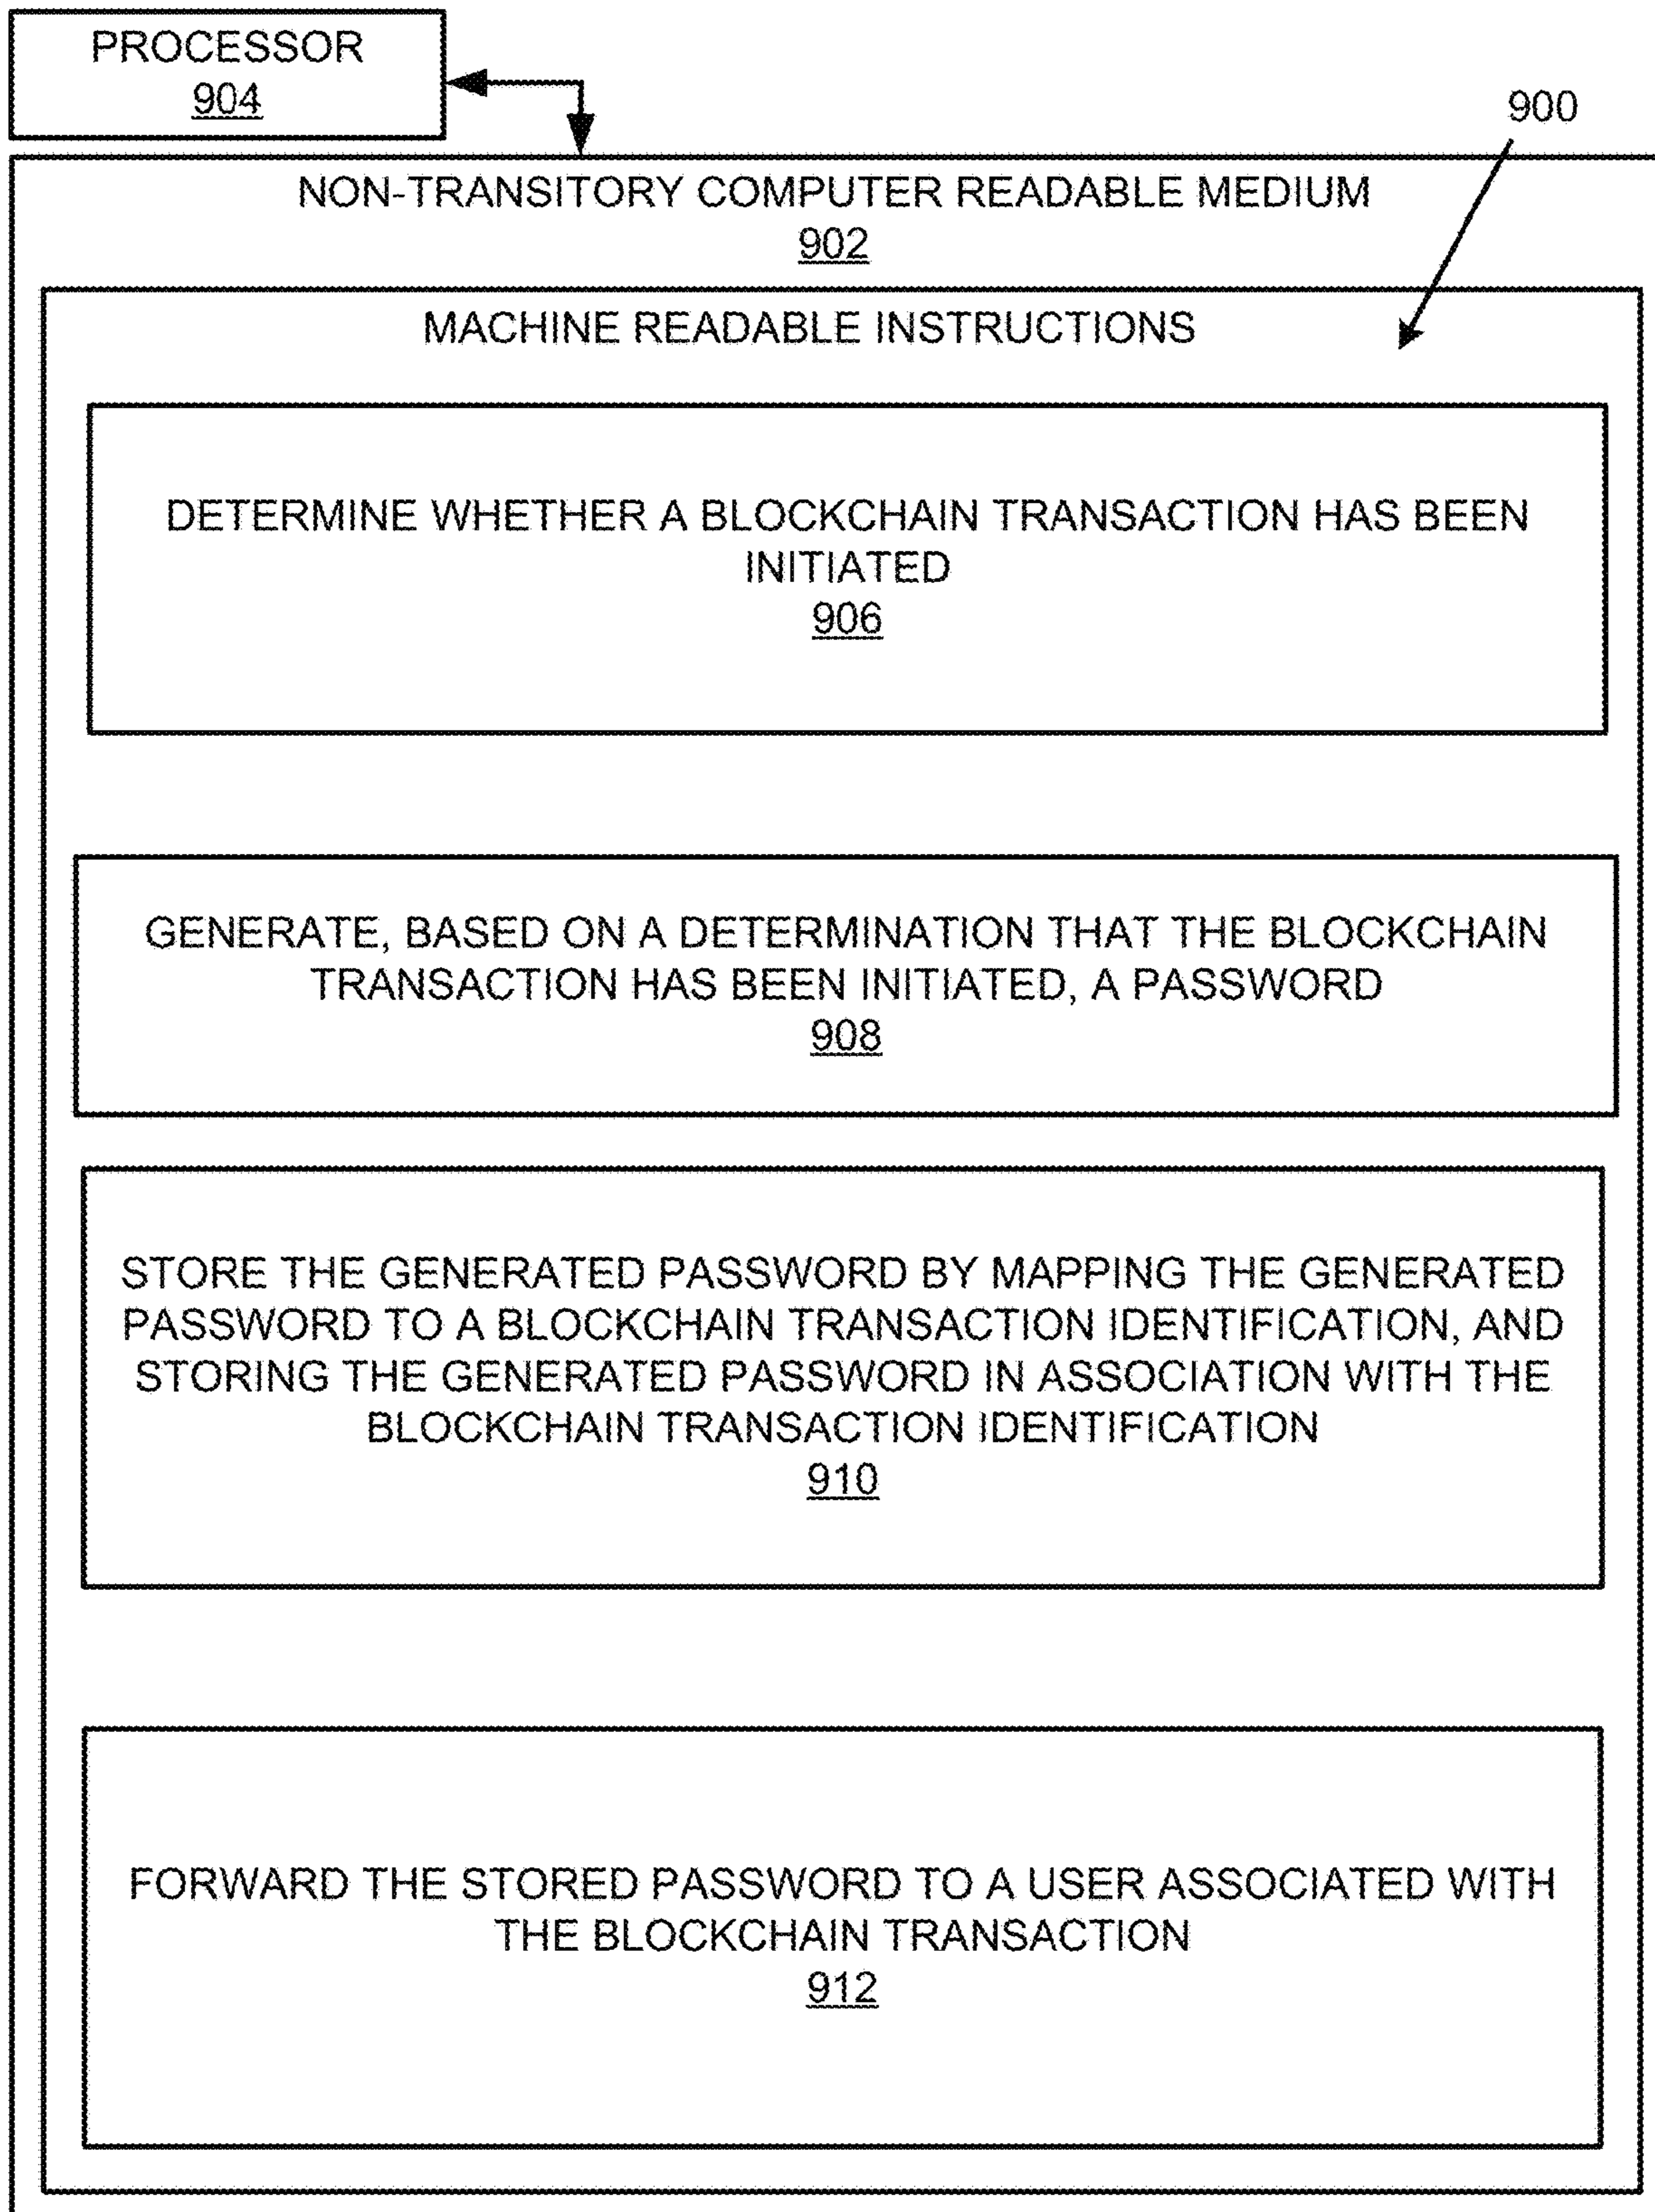 PROCESSOR
904
900
NON-TRANSITORY COMPUTER READABLE MEDIUM
902
MACHINE READABLE INSTRUCTIONS
DETERMINE WHETHER A BLOCKCHAIN TRANSACTION HAS BEEN
INITIATED
906
GENERATE, BASED ON A DETERMINATION THAT THE BLOCKCHAIN
TRANSACTION HAS BEEN INITIATED, A PASSWORD
908
STORE THE GENERATED PASSWORD BY MAPPING THE GENERATED
PASSWORD TO A BLOCKCHAIN TRANSACTION IDENTIFICATION, AND
STORING THE GENERATED PASSWORD IN ASSOCIATION WITH THE
BLOCKCHAIN TRANSACTION IDENTIFICATION
910
FORWARD THE STORED PASSWORD TO A USER ASSOCIATED WITH
THE BLOCKCHAIN TRANSACTION
912